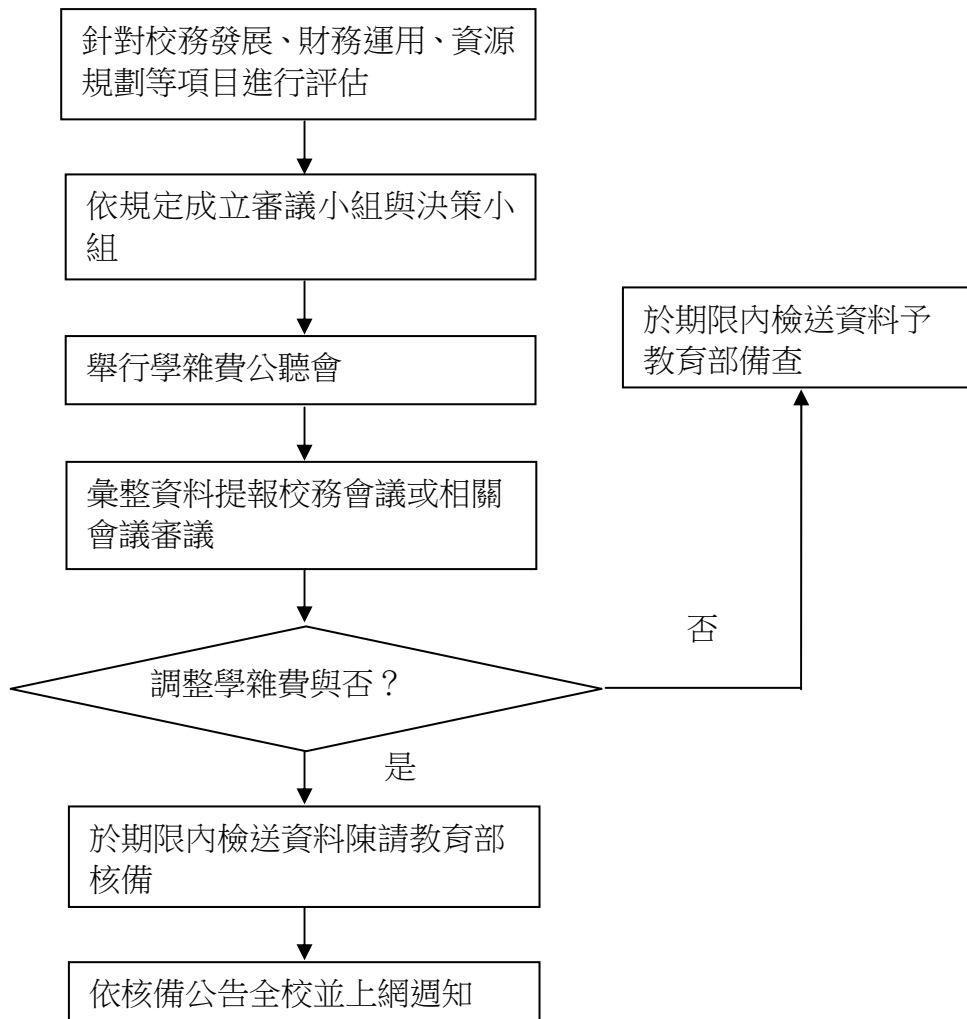 針對校務發展、財務運用、資源
規劃等項目進行評估
依規定成立審議小組與決策小
組
舉行學雜費公聽會
於期限內檢送資料予
教育部備查
彙整資料提報校務會議或相關
會議審議
否
調整學雜費與否？
是
於期限內檢送資料陳請教育部
核備
依核備公告全校並上網週知